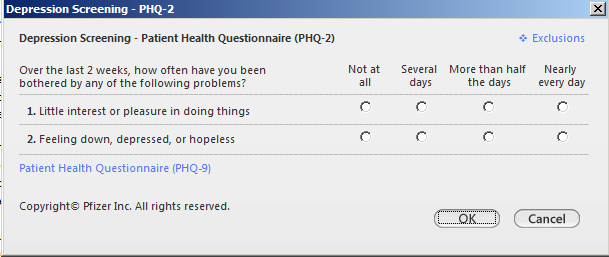 Depression Screening - PHQ-2
Depression Screening - Patient Health Questionnaire (PHQ-2)
Exclusions
Over the last 2 weeks, how often have you been bothered by any of the following problems?
Not at all
Several days
More than half the days
Nearly every day
1. Little interest or pleasure in doing things
2. Feeling down, depressed, or hopeless
Patient Health Questionnaire (PHQ-9)
Copyright© Pfizer Inc. All rights reserved.
OK
Cancel